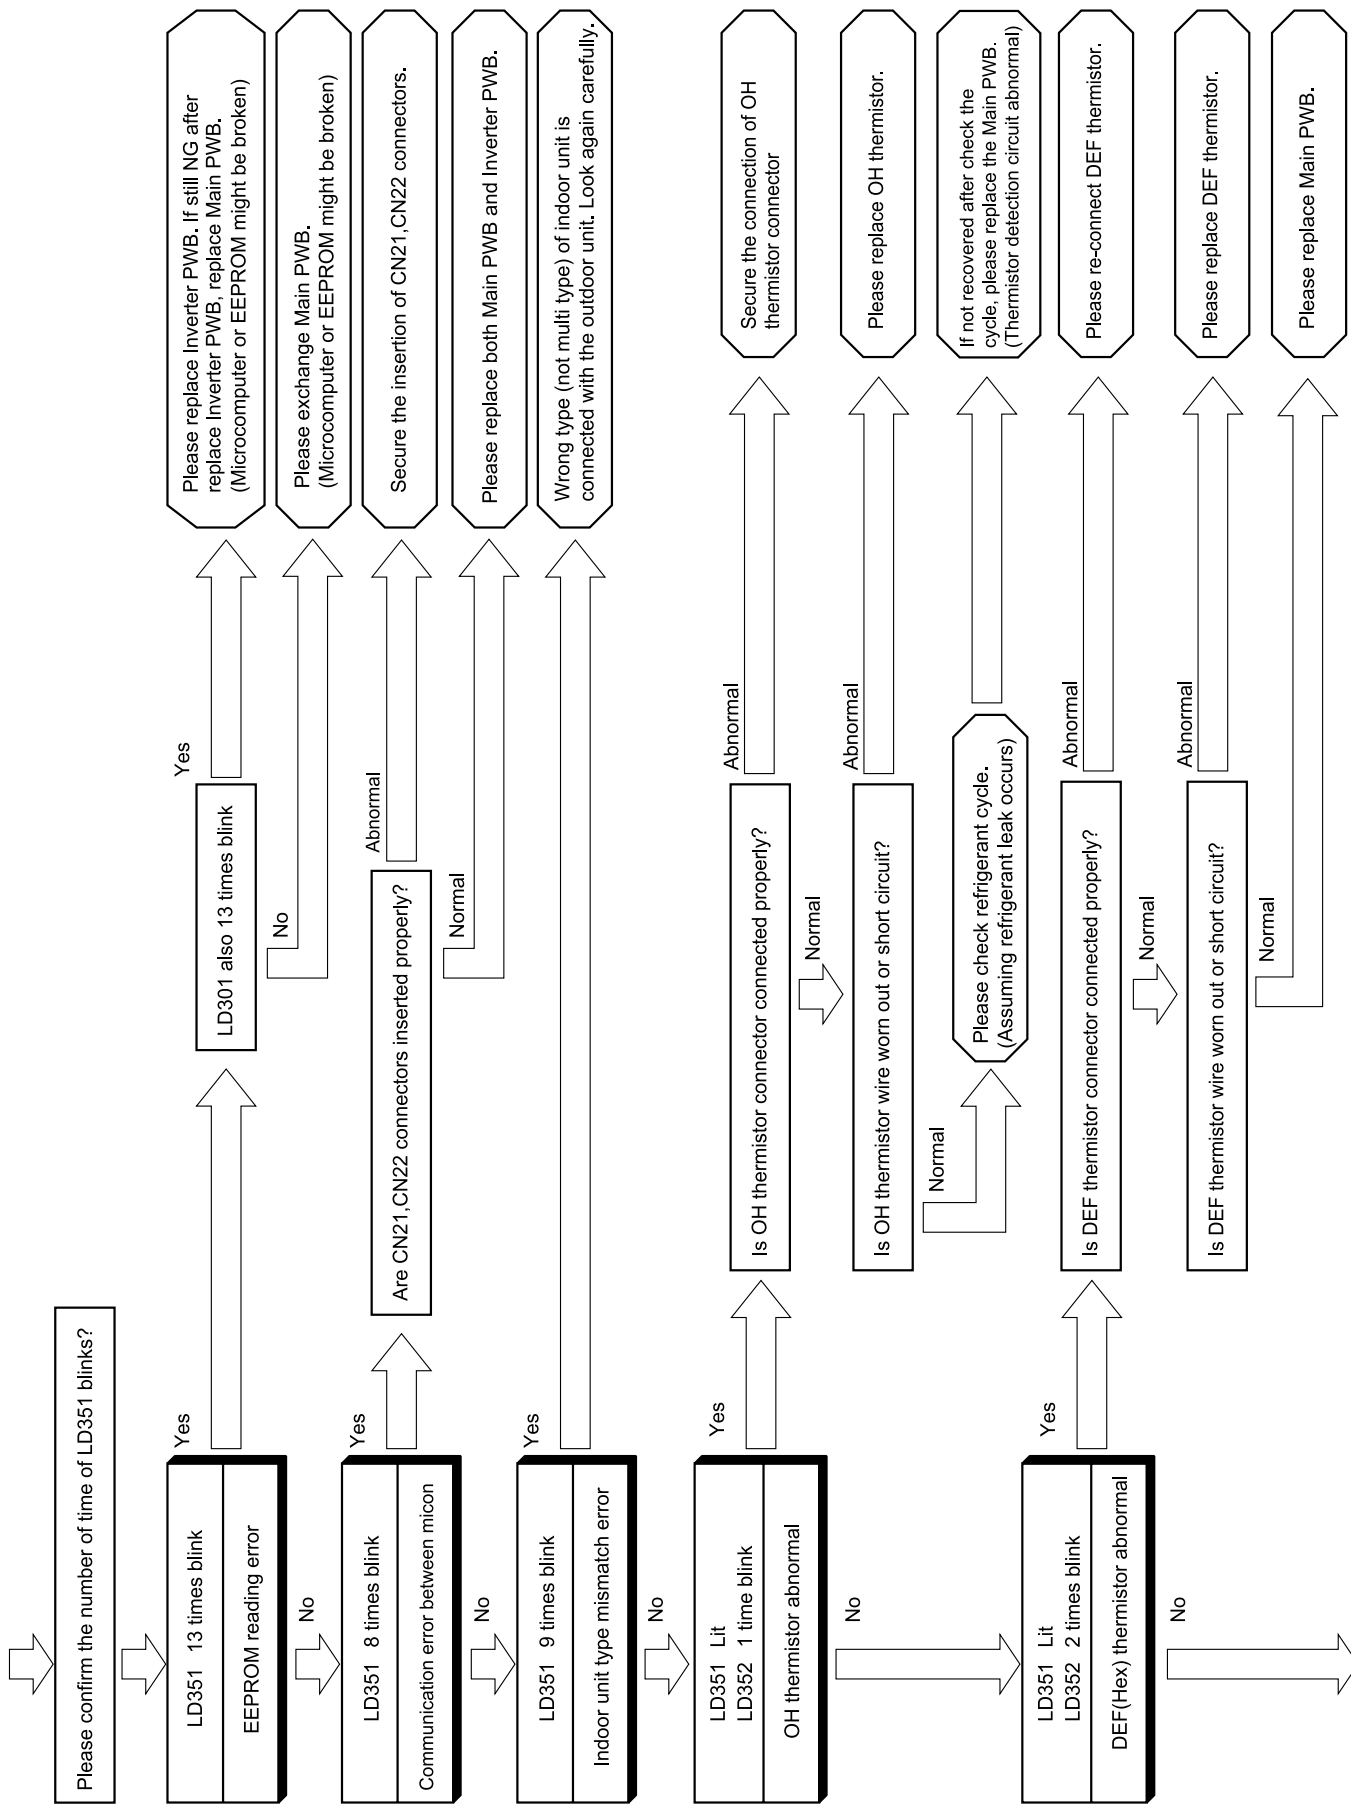 Please confirm the number of time of LD351 blinks?
LD351 13 times blink
EEPROM reading error
Yes
LD301 also 13 times blink
Yes
Please replace Inverter PWB. If still NG after
replace Inverter PWB, replace Main PWB.
(Microcomputer or EEPROM might be broken)
No
Please exchange Main PWB.
(Microcomputer or EEPROM might be broken)
No
LD351 8 times blink
Communication error between micon
Yes
Are CN21,CN22 connectors inserted properly?
Abnormal
Secure the insertion of CN21,CN22 connectors.
Normal
Please replace both Main PWB and Inverter PWB.
No
LD351 9 times blink
Indoor unit type mismatch error
Yes
Wrong type (not multi type) of indoor unit is
connected with the outdoor unit. Look again carefully.
No
LD351 Lit
LD352 1 time blink
OH thermistor abnormal
Yes
Is OH thermistor connector connected properly?
Abnormal
Secure the connection of OH
thermistor connector
Normal
Is OH thermistor wire worn out or short circuit?
Abnormal
Please replace OH thermistor.
Normal
Please check refrigerant cycle.
(Assuming refrigerant leak occurs)
If not recovered after check the
cycle, please replace the Main PWB.
(Thermistor detection circuit abnormal)
No
LD351 Lit
LD352 2 times blink
DEF(Hex) thermistor abnormal
Yes
Is DEF thermistor connector connected properly?
Abnormal
Please re-connect DEF thermistor.
Normal
Is DEF thermistor wire worn out or short circuit?
Abnormal
Please replace DEF thermistor.
Normal
Please replace Main PWB.
No